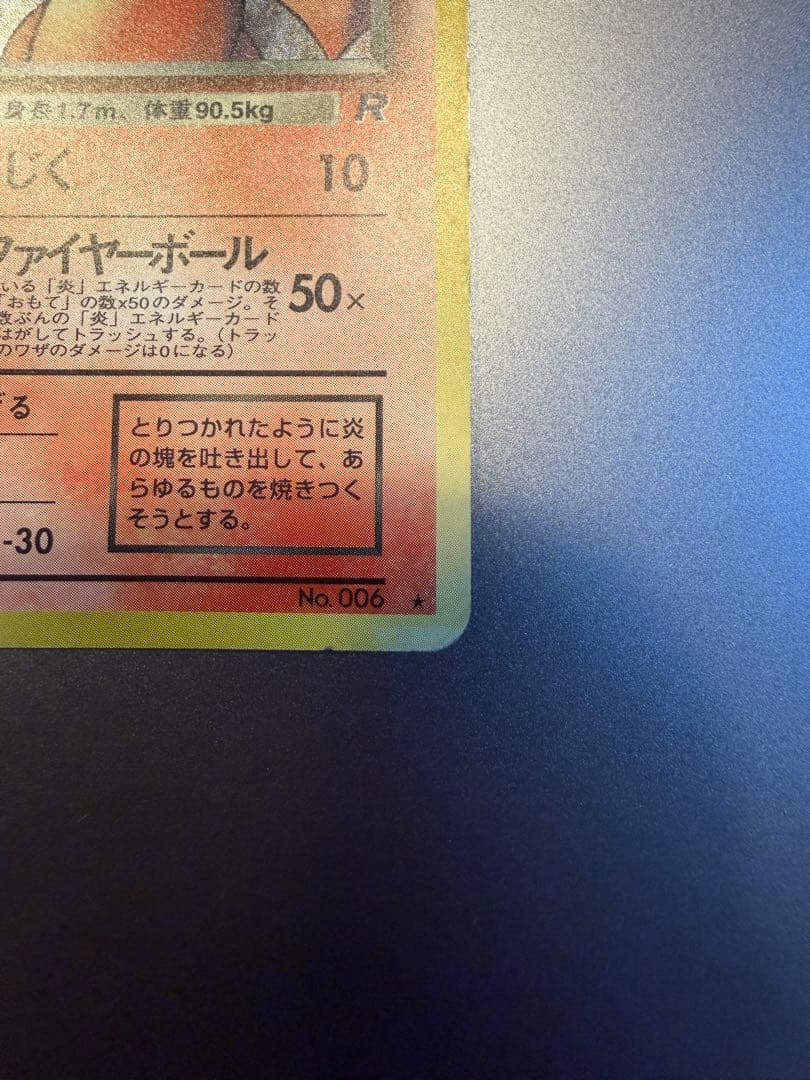 身長1.7m、体重90.5kg R
じく 10
ファイヤーボール
いる「炎」エネルギーカードの数
「おもて」の数x50のダメージ。そ
数ぶんの「炎」エネルギーカード
はがしてトラッシュする。(トラッ
のワザのダメージは0になる)
50×
げる
とりつかれたように炎
の塊を吐き出して、あ
らゆるものを焼きつく
そうとする。
-30
No. 006 ★